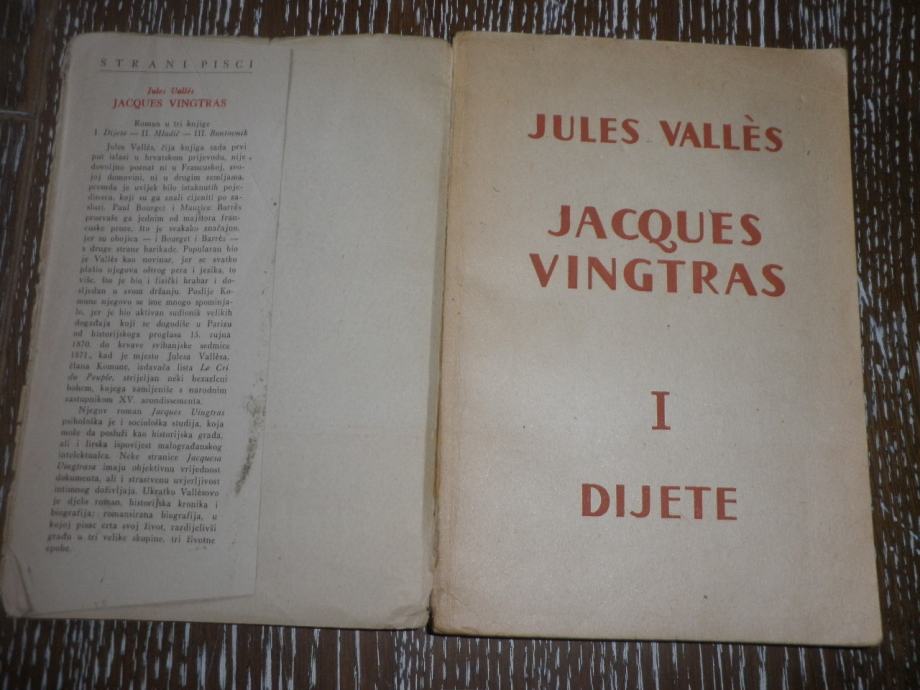 STRANI PISCI
Jules Vallès
JACQUES VINGTRAS
Roman u tri knjige
I. Dijete — II. Mladić — III. Buntovnik
Jules Vallés, čija knjiga sada prvi
put izlazi u hrvatskom prijevodu, nije
dovoljno poznat ni u Francuskoj, svo-
joj domovini, ni u drugim zemljama,
premda je uvijek bilo istaknutih poje-
dinaca, koji su ga znali cijeniti po za-
sluzi. Paul Bourget i Maurice Barrès
prozvaše ga jednim od majstora fran-
cuske proze, što je svakako značajno,
jer su obojica — i Bourget i Barrès —
s druge strane barikade. Popularan bio
je Vallés kao novinar, jer se svatko
plašio njegova oštrog pera i jezika, to
više, što je bio i fizički hrabar i do-
sljedan u svom držanju. Poslije Ko-
mune njegovo se ime mnogo spominja-
lo, jer je bio aktivan sudionik velikih
događaja koji se dogodiše u Parizu
od historijskoga proglasa 15. rujna
1870. do krvave svibanjske sedmice
1871., kad je mjesto Julesa Vallèsa,
člana Komune, izdavača lista Le Cri
du Peuple, strijeljan neki bezazleni
bohem, kojega zamijeniše s narodnim
zastupnikom XV. arondissementa.
Njegov roman Jacques Vingtras
psihološka je i sociološka studija, koja
može da posluži kao historijska građa,
ali i lirska ispovijest malograđanskog
intelektualca. Neke stranice Jacquesa
Vingtrasa imaju objektivnu vrijednost
dokumenta, ali i strastvenu uvjerljivost
intimnog doživljaja. Ukratko Vallèsovo
je djelo roman, historijska kronika i
biografija; romansirana biografija, u
kojoj pisac crta svoj život, razdijelivši
građu u tri velike skupine, tri životne
epohe.
JULES VALLÈS
JACQUES
VINGTRAS
I
DIJETE